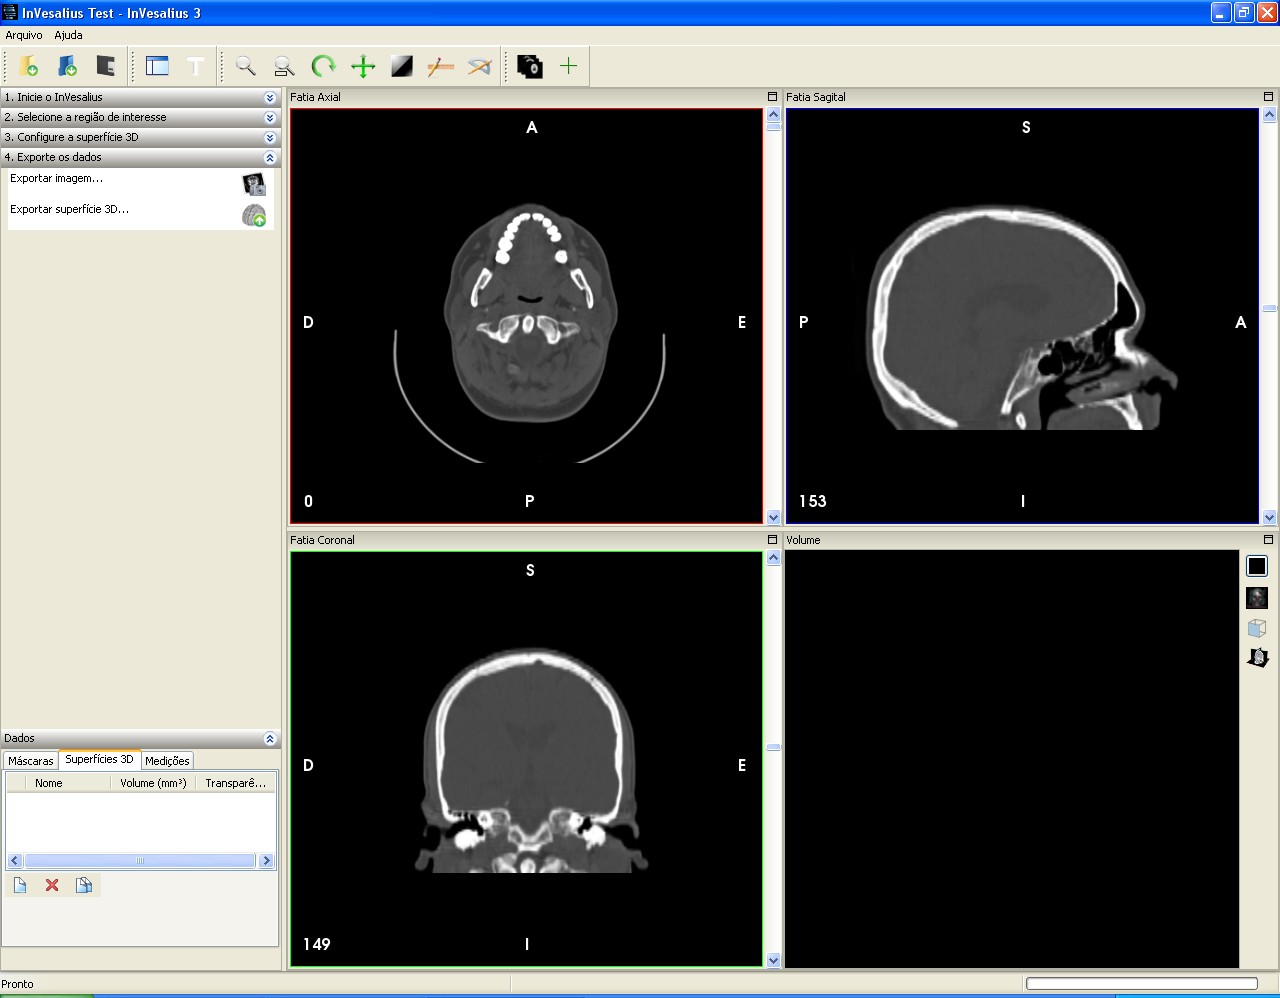 InVesalius Test - InVesalius 3
Arquivo Ajuda
T
1. Inicie o InVesalius
2. Selecione a região de interesse
3. Configure a superfície 3D
4. Exporte os dados
Exportar imagem...
Exportar superfície 3D...
Dados
Máscaras Superfícies 3D Medições
Nome Volume (mm³) Transparê...
Fatia Axial
A
D E
0 P
Fatia Sagital
S
P A
153 I
Fatia Coronal
S
D E
149 I
Volume
Pronto